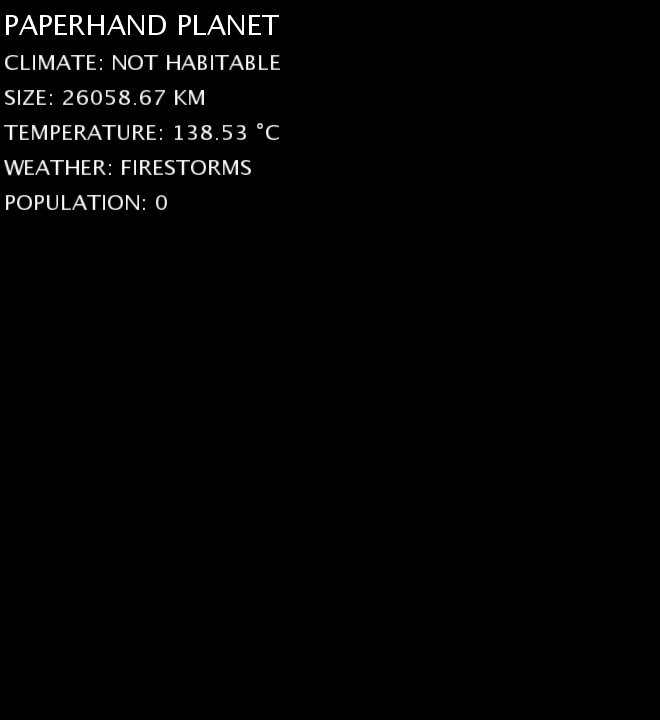 PAPERHAND PLANET
CLIMATE: NOT HABITABLE
SIZE: 26058.67 KM
TEMPERATURE: 138.53 °C
WEATHER: FIRESTORMS
POPULATION: 0